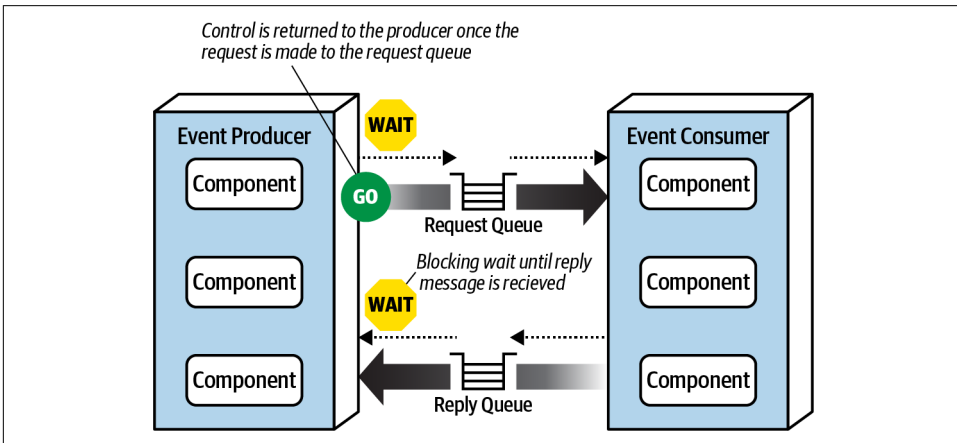 Control is returned to the producer once the
request is made to the request queue
Event Producer
WAIT
Event Consumer
Component
GO
Component
Request Queue
Component
Blocking wait until reply
message is recieved
WAIT
Component
Component
Component
Reply Queue